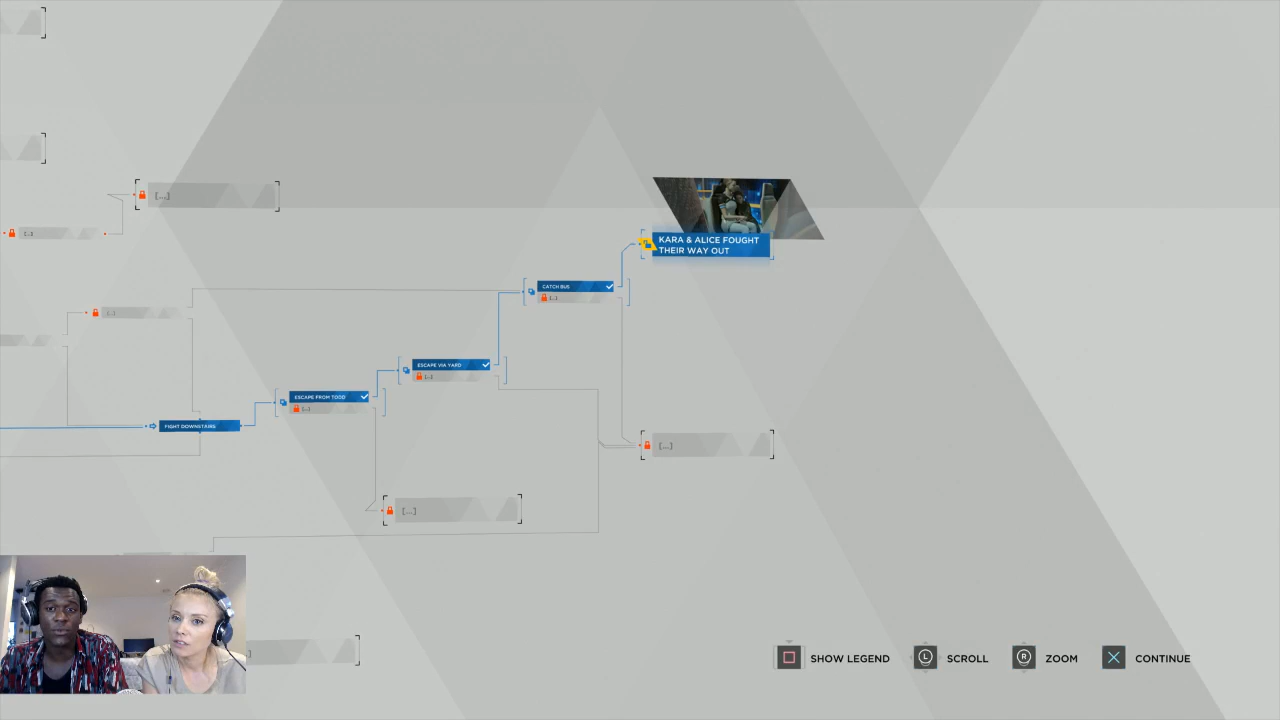 [...]
[...]
KARA & ALICE FOUGHT
THEIR WAY OUT
CATCH BUS
[...]
[...]
ESCAPE VIA YARD
[...]
ESCAPE FROM TODD
[...]
FIGHT DOWNSTAIRS
[...]
[...]
SHOW LEGEND
L
SCROLL
R
ZOOM
CONTINUE